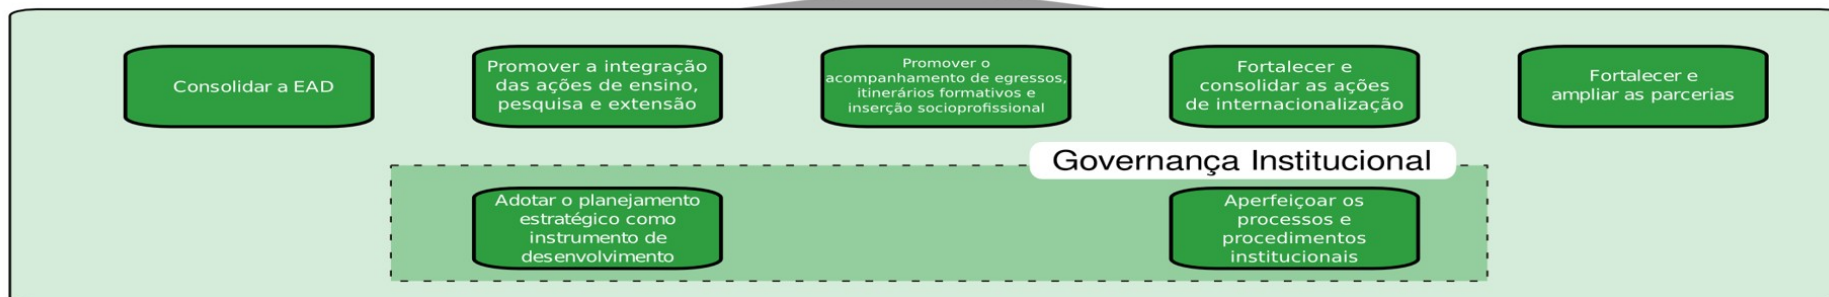 Consolidar a EAD
Promover a integração
das ações de ensino,
pesquisa e extensão
Promover o
acompanhamento de egressos,
itinerários formativos e
inserção socioprofissional
Fortalecer e
consolidar as ações
de internacionalização
Fortalecer e
ampliar as parcerias
Governança Institucional
Adotar o planejamento
estratégico como
instrumento de
desenvolvimento
Aperfeiçoar os
processos e
procedimentos
institucionais